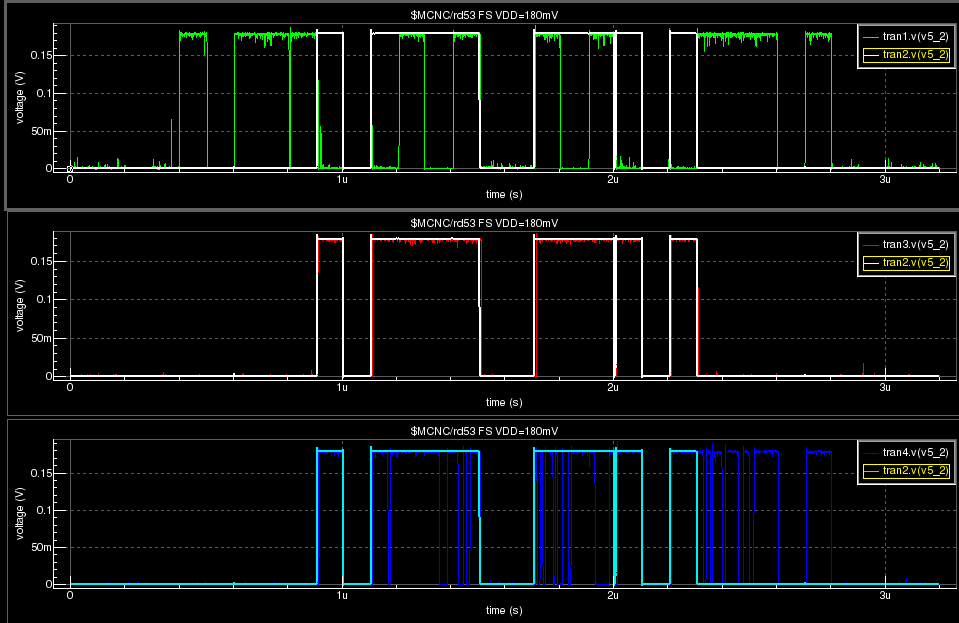 $MCNC/rd53 FS VDD=180mV
tran1.v(v5_2)
tran2.v(v5_2)
voltage (V)
0.15
0.1
50m
0
0
1u
2u
3u
time (s)
$MCNC/rd53 FS VDD=180mV
tran3.v(v5_2)
tran2.v(v5_2)
voltage (V)
0.15
0.1
50m
0
0
1u
2u
3u
time (s)
$MCNC/rd53 FS VDD=180mV
tran4.v(v5_2)
tran2.v(v5_2)
voltage (V)
0.15
0.1
50m
0
0
1u
2u
3u
time (s)